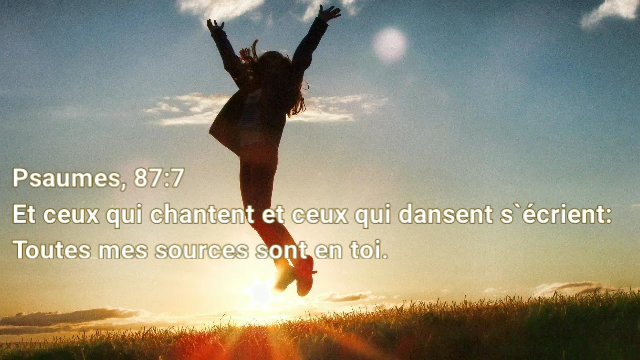 Psaumes, 87:7
Et ceux qui chantent et ceux qui dansent s`écrient:
Toutes mes sources sont en toi.